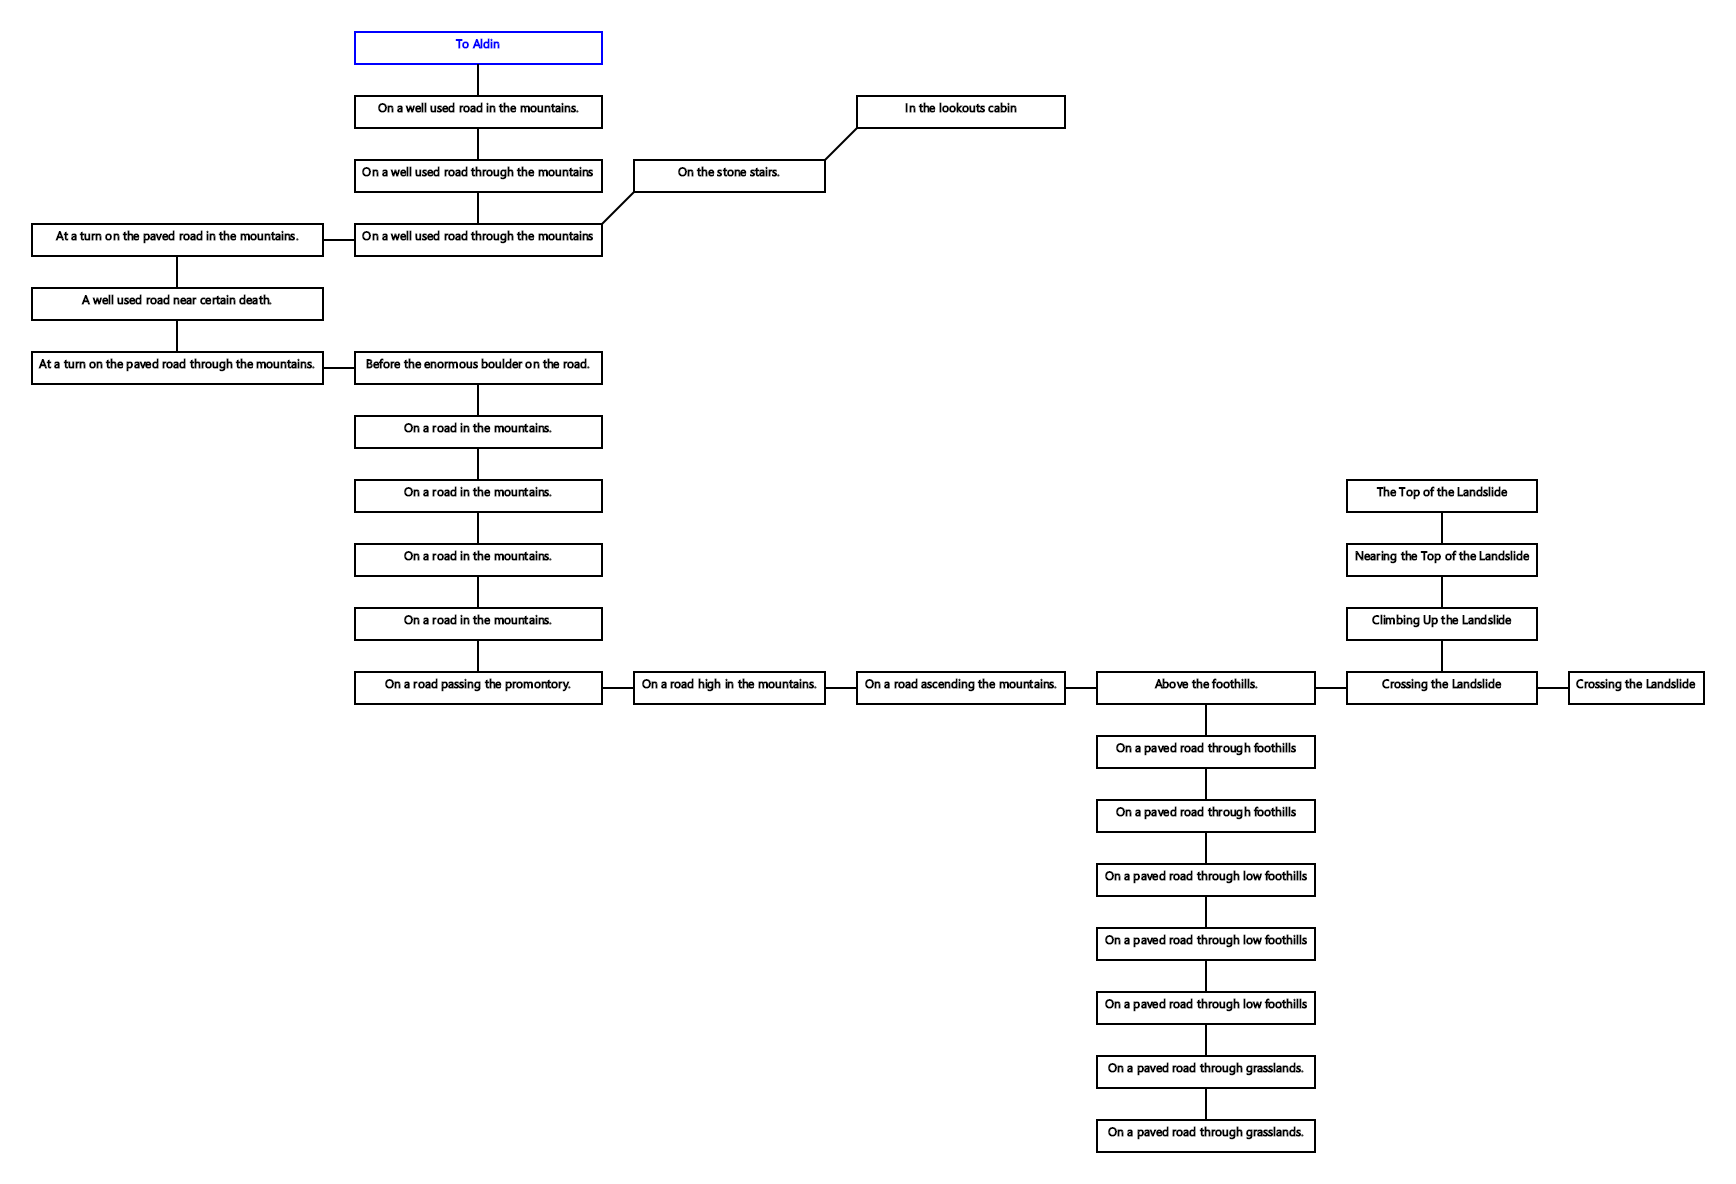 To Aldin
On a well used road in the mountains.
In the lookouts cabin
On a well used road through the mountains
On the stone stairs.
At a turn on the paved road in the mountains.
On a well used road through the mountains
A well used road near certain death.
At a turn on the paved road through the mountains.
Before the enormous boulder on the road.
On a road in the mountains.
On a road in the mountains.
The Top of the Landslide
On a road in the mountains.
Nearing the Top of the Landslide
On a road in the mountains.
Climbing Up the Landslide
On a road passing the promontory.
On a road high in the mountains.
On a road ascending the mountains.
Above the foothills.
Crossing the Landslide
Crossing the Landslide
On a paved road through foothills
On a paved road through foothills
On a paved road through low foothills
On a paved road through low foothills
On a paved road through low foothills
On a paved road through grasslands.
On a paved road through grasslands.